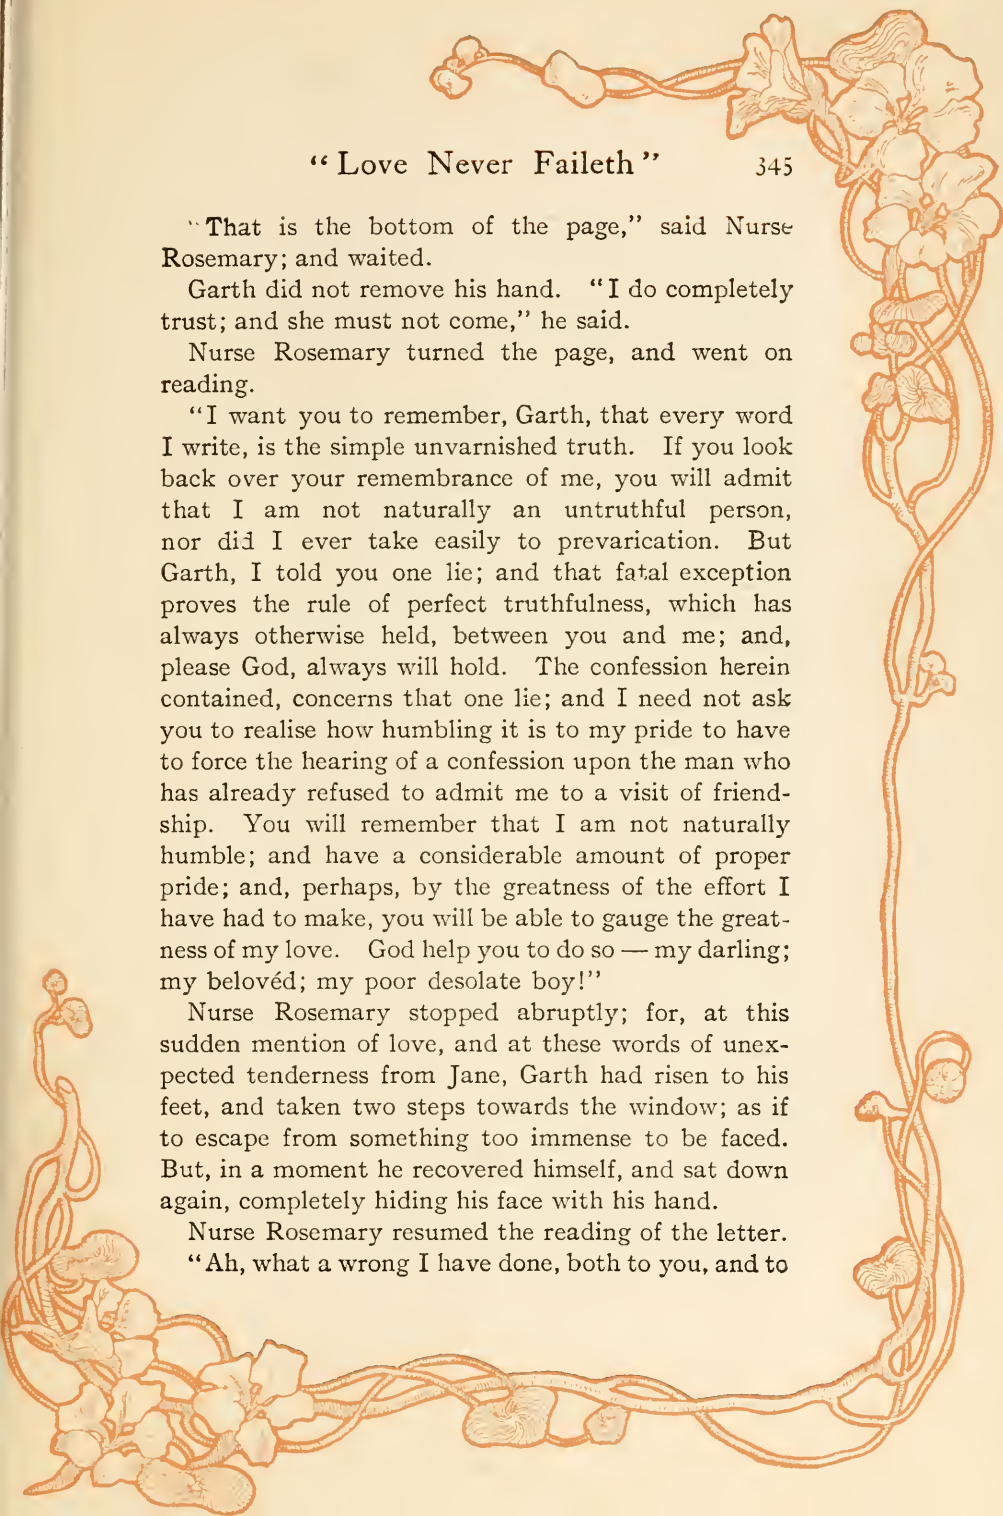 “Love Never Faileth” 345
“That is the bottom of the page,” said Nurse
Rosemary; and waited.
Garth did not remove his hand. “I do completely
trust; and she must not come,” he said.
Nurse Rosemary turned the page, and went on
reading.
“I want you to remember, Garth, that every word
I write, is the simple unvarnished truth. If you look
back over your remembrance of me, you will admit
that I am not naturally an untruthful person,
nor did I ever take easily to prevarication. But
Garth, I told you one lie; and that fatal exception
proves the rule of perfect truthfulness, which has
always otherwise held, between you and me; and,
please God, always will hold. The confession herein
contained, concerns that one lie; and I need not ask
you to realise how humbling it is to my pride to have
to force the hearing of a confession upon the man who
has already refused to admit me to a visit of friend-
ship. You will remember that I am not naturally
humble; and have a considerable amount of proper
pride; and, perhaps, by the greatness of the effort I
have had to make, you will be able to gauge the great-
ness of my love. God help you to do so — my darling;
my belovéd; my poor desolate boy!”
Nurse Rosemary stopped abruptly; for, at this
sudden mention of love, and at these words of unex-
pected tenderness from Jane, Garth had risen to his
feet, and taken two steps towards the window; as if
to escape from something too immense to be faced.
But, in a moment he recovered himself, and sat down
again, completely hiding his face with his hand.
Nurse Rosemary resumed the reading of the letter.
“Ah, what a wrong I have done, both to you, and to